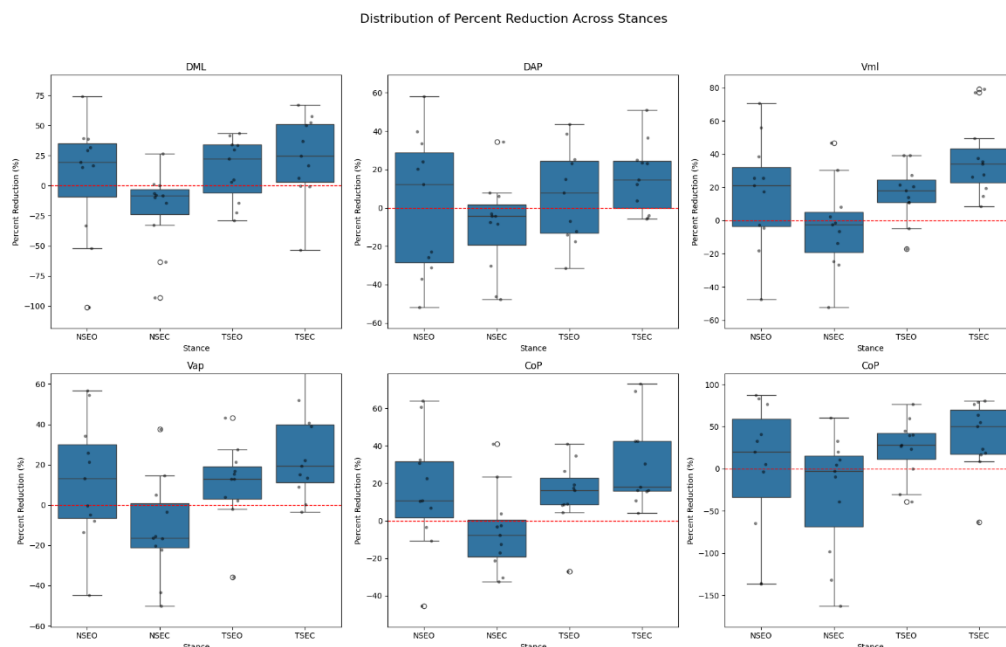 Distribution of Percent Reduction Across Stances
DML
DAP
Vml
Percent Reduction (%)
75
50
25
0
−25
−50
−75
−100
NSEO
NSEC
TSEO
TSEC
Stance
Percent Reduction (%)
60
40
20
0
−20
−40
−60
NSEO
NSEC
TSEO
TSEC
Stance
Percent Reduction (%)
80
60
40
20
0
−20
−40
−60
NSEO
NSEC
TSEO
TSEC
Stance
Vap
CoP
CoP
Percent Reduction (%)
60
40
20
0
−20
−40
−60
NSEO
NSEC
TSEO
TSEC
Stance
Percent Reduction (%)
60
40
20
0
−20
−40
NSEO
NSEC
TSEO
TSEC
Stance
Percent Reduction (%)
100
50
0
−50
−100
−150
NSEO
NSEC
TSEO
TSEC
Stance